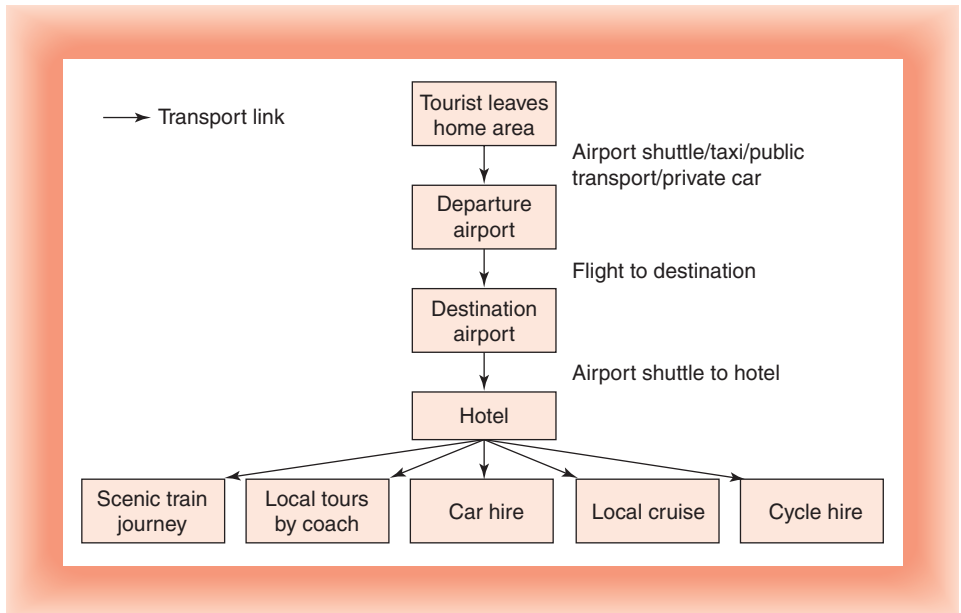 Transport link
Tourist leaves
home area
Airport shuttle/taxi/public
transport/private car
Departure
airport
Flight to destination
Destination
airport
Airport shuttle to hotel
Hotel
Scenic train
journey
Local tours
by coach
Car hire
Local cruise
Cycle hire